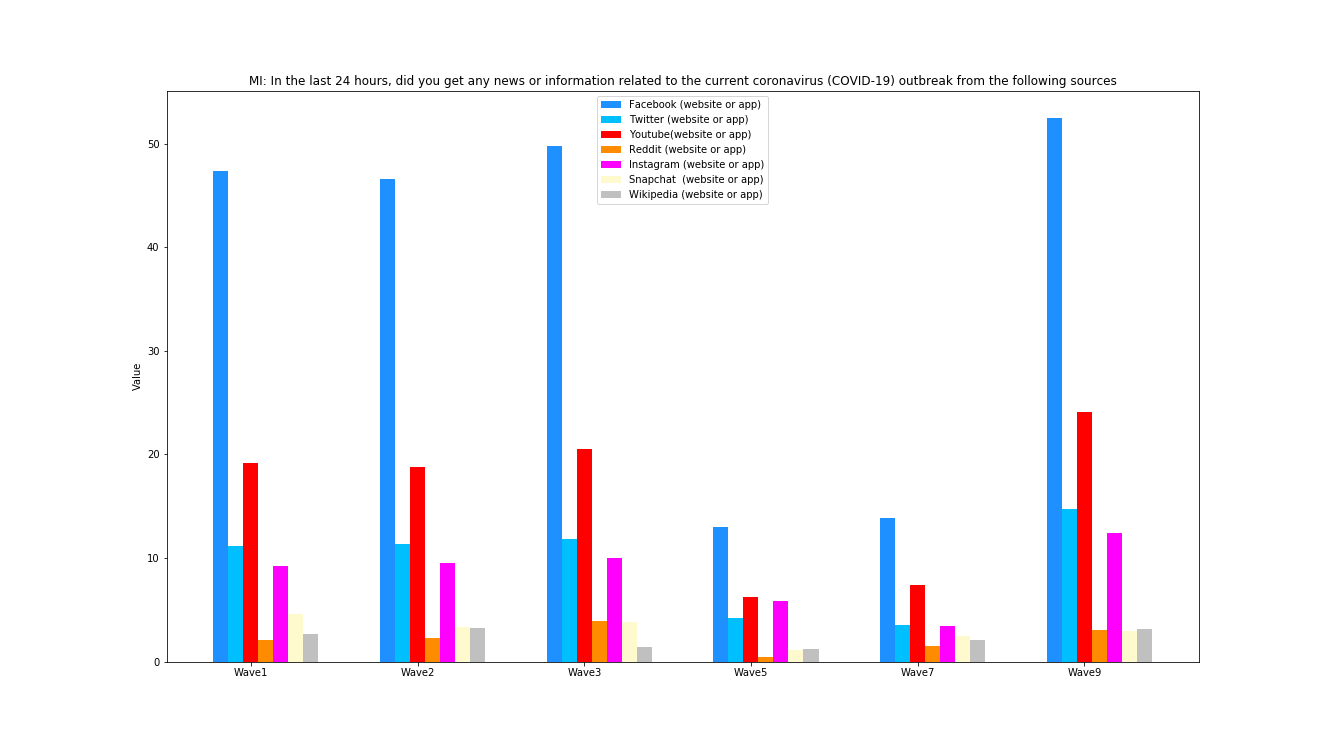 MI: In the last 24 hours, did you get any news or information related to the current coronavirus (COVID-19) outbreak from the following sources
Facebook (website or app)
Twitter (website or app)
Youtube(website or app)
Reddit (website or app)
Instagram (website or app)
Snapchat  (website or app)
Wikipedia (website or app)
50
40
30
20
10
0
Value
Wave1 Wave2 Wave3 Wave5 Wave7 Wave9